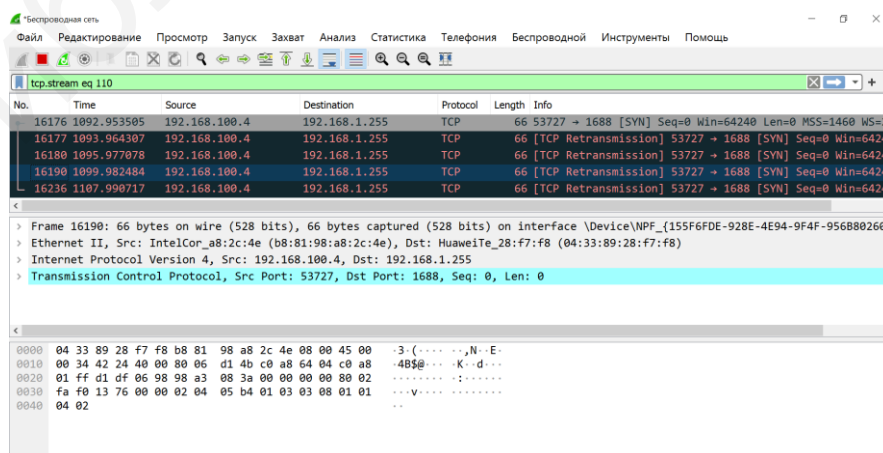 *Беспроводная сеть
Файл Редактирование Просмотр Запуск Захват Анализ Статистика Телефония Беспроводной Инструменты Помощь
tcp.stream eq 110
No. Time Source Destination Protocol Length Info
16176 1092.953505 192.168.100.4 192.168.1.255 TCP 66 53727 → 1688 [SYN] Seq=0 Win=64240 Len=0 MSS=1460 WS=
16177 1093.964307 192.168.100.4 192.168.1.255 TCP 66 [TCP Retransmission] 53727 → 1688 [SYN] Seq=0 Win=642
16180 1095.977078 192.168.100.4 192.168.1.255 TCP 66 [TCP Retransmission] 53727 → 1688 [SYN] Seq=0 Win=642
16190 1099.982484 192.168.100.4 192.168.1.255 TCP 66 [TCP Retransmission] 53727 → 1688 [SYN] Seq=0 Win=642
16236 1107.990717 192.168.100.4 192.168.1.255 TCP 66 [TCP Retransmission] 53727 → 1688 [SYN] Seq=0 Win=642
> Frame 16190: 66 bytes on wire (528 bits), 66 bytes captured (528 bits) on interface \Device\NPF_{155F6FDE-928E-4E94-9F4F-956B8026
> Ethernet II, Src: IntelCor_a8:2c:4e (b8:81:98:a8:2c:4e), Dst: HuaweiTe_28:f7:f8 (04:33:89:28:f7:f8)
> Internet Protocol Version 4, Src: 192.168.100.4, Dst: 192.168.1.255
> Transmission Control Protocol, Src Port: 53727, Dst Port: 1688, Seq: 0, Len: 0
0000 04 33 89 28 f7 f8 b8 81 98 a8 2c 4e 08 00 45 00 ·3·(···· ··,N··E·
0010 00 34 42 24 40 00 80 06 d1 4b c0 a8 64 04 c0 a8 ·4B$@··· ·K··d···
0020 01 ff d1 df 06 98 98 a3 08 3a 00 00 00 00 80 02 ········ ·:······
0030 fa f0 13 76 00 00 02 04 05 b4 01 03 03 08 01 01 ···v···· ········
0040 04 02 ··